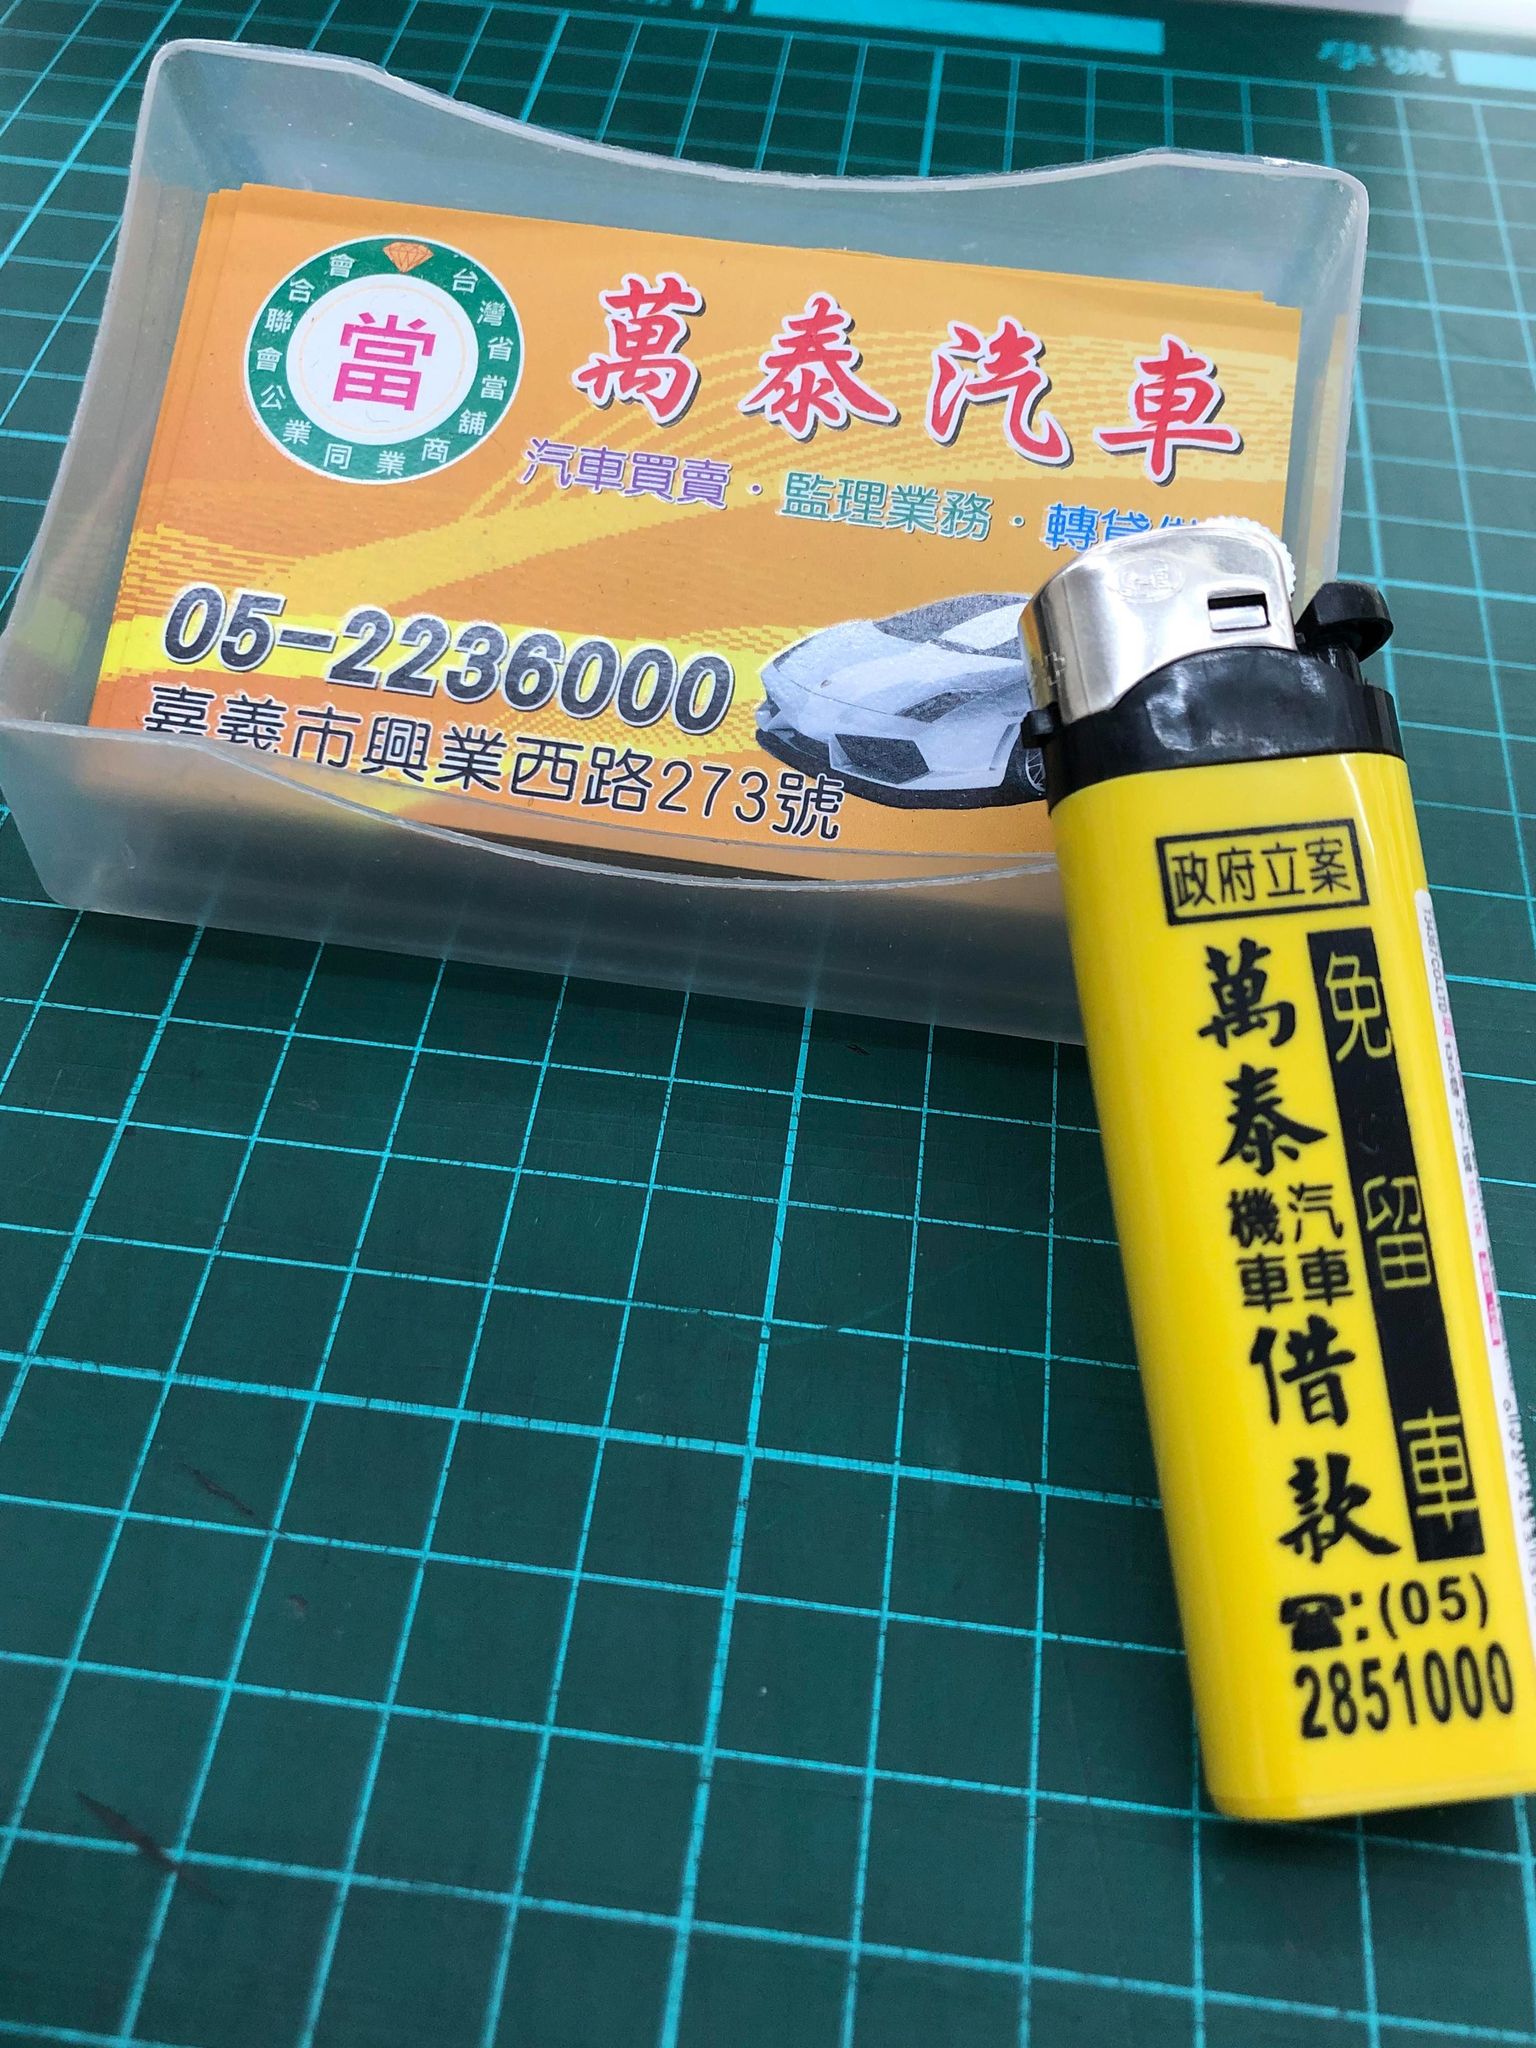 學號
台灣省當舖商業同業公會聯合會
當
萬泰汽車
汽車買賣・監理業務・轉貸
05-2236000
嘉義市興業西路273號
政府立案
免留車
萬泰
汽車
機車
借款
☎:(05)
2851000